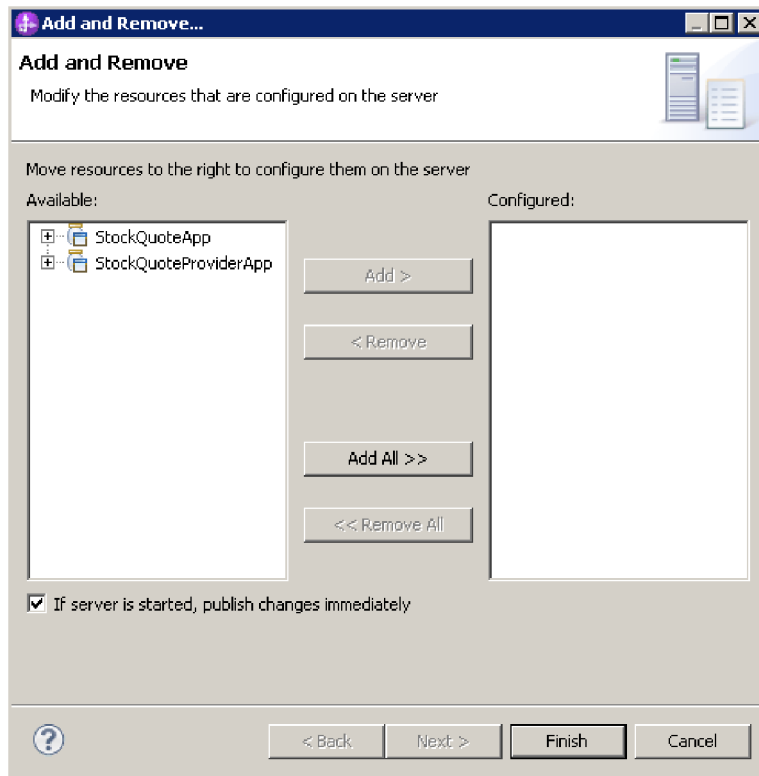 Add and Remove...
Add and Remove
Modify the resources that are configured on the server
Move resources to the right to configure them on the server
Available:
Configured:
StockQuoteApp
StockQuoteProviderApp
Add >
< Remove
Add All >>
<< Remove All
If server is started, publish changes immediately
?
< Back
Next >
Finish
Cancel